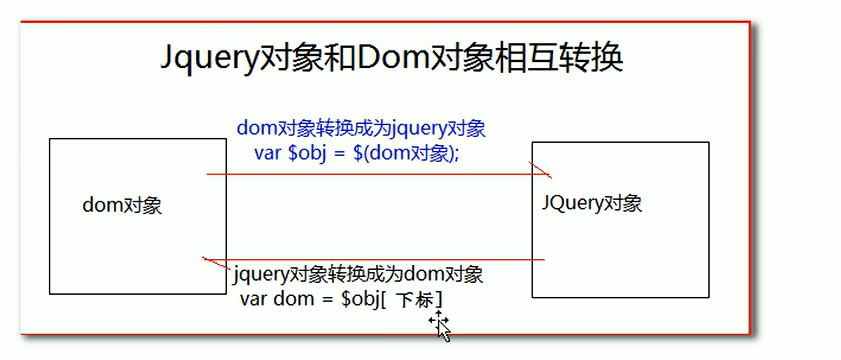 Jquery对象和Dom对象相互转换
dom对象转换成为jquery对象
var $obj = $(dom对象);
dom对象
JQuery对象
jquery对象转换成为dom对象
var dom = $obj[ 下标]